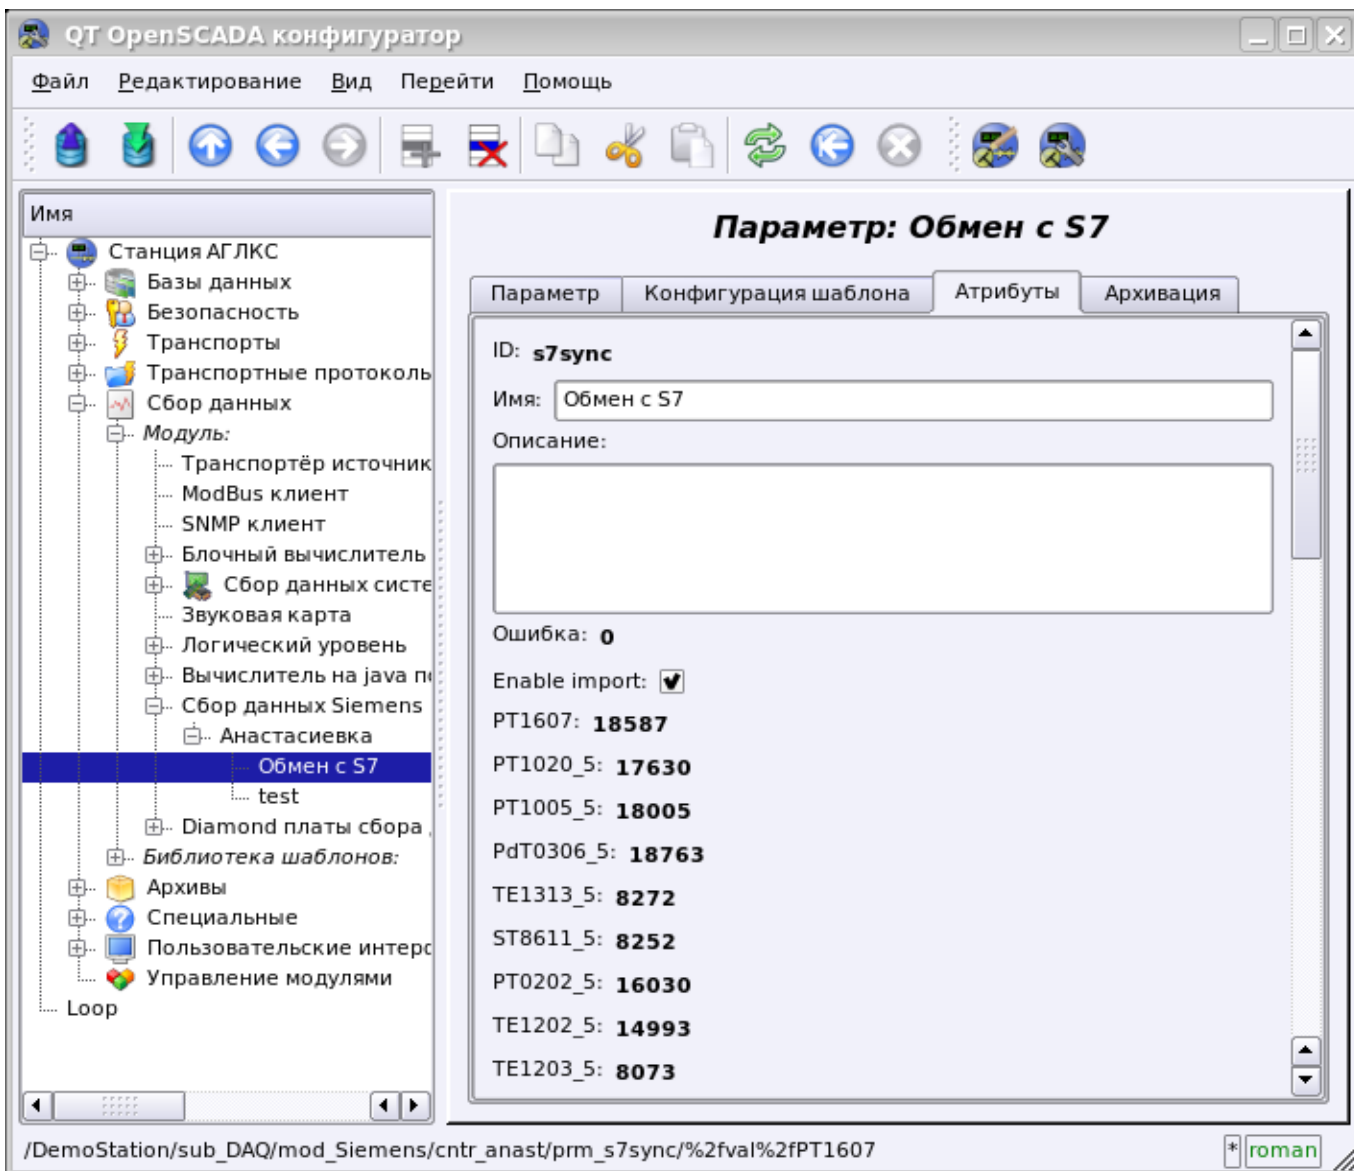 QT OpenSCADA конфигуратор
Файл Редактирование Вид Перейти Помощь
Имя
Станция АГЛКС
Базы данных
Безопасность
Транспорты
Транспортные протоколь
Сбор данных
Модуль:
Транспортёр источник
ModBus клиент
SNMP клиент
Блочный вычислитель
Сбор данных систе
Звуковая карта
Логический уровень
Вычислитель на java п
Сбор данных Siemens
Анастасиевка
Обмен с S7
test
Diamond платы сбора
Библиотека шаблонов:
Архивы
Специальные
Пользовательские интерс
Управление модулями
Loop
Параметр: Обмен с S7
Параметр Конфигурация шаблона Атрибуты Архивация
ID: s7sync
Имя: Обмен с S7
Описание:
Ошибка: 0
Enable import:
PT1607: 18587
PT1020_5: 17630
PT1005_5: 18005
PdT0306_5: 18763
TE1313_5: 8272
ST8611_5: 8252
PT0202_5: 16030
TE1202_5: 14993
TE1203_5: 8073
/DemoStation/sub_DAQ/mod_Siemens/cntr_anast/prm_s7sync/%2fval%2fPT1607
* roman